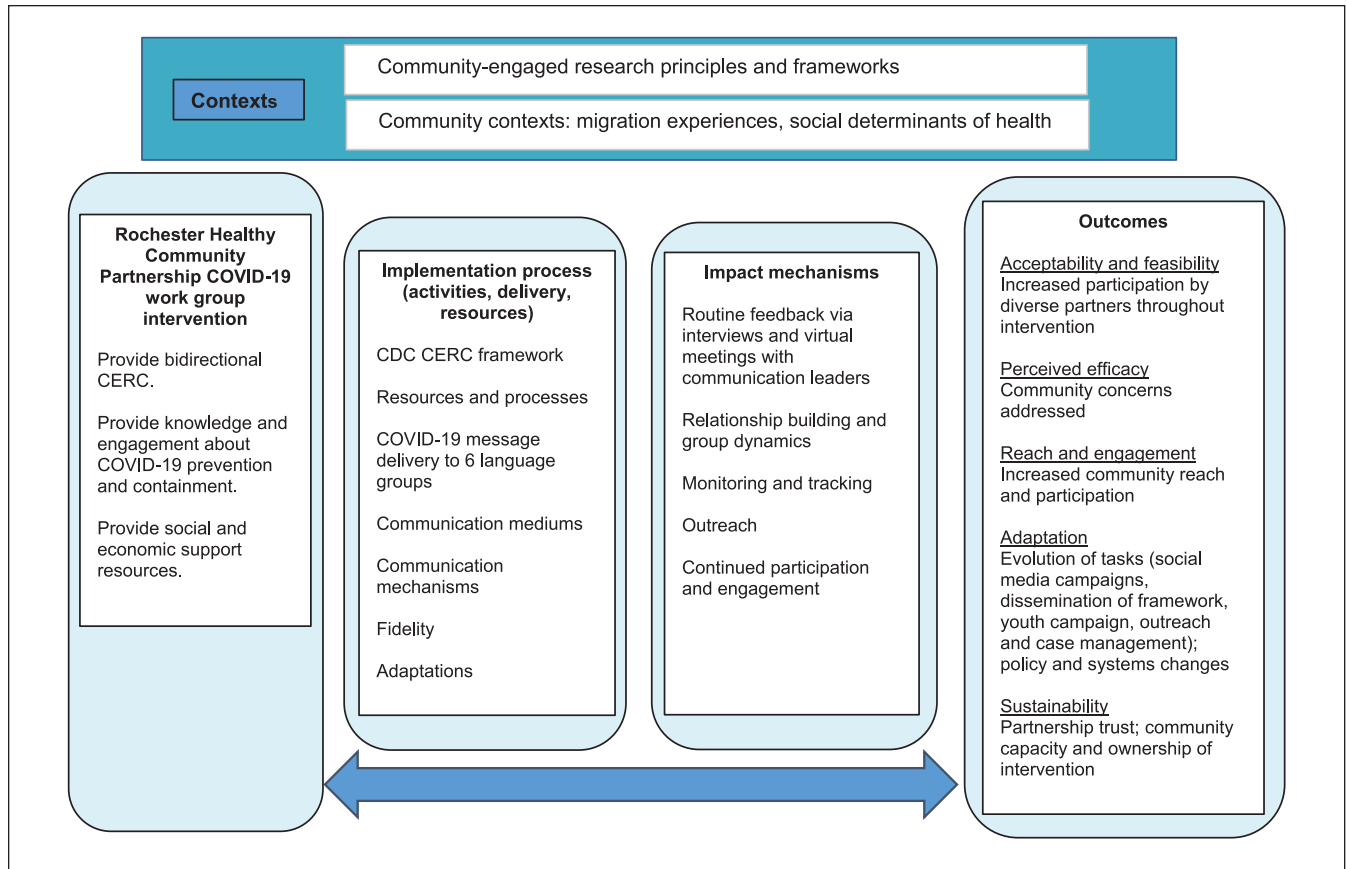 Contexts
Community-engaged research principles and frameworks
Community contexts: migration experiences, social determinants of health
Rochester Healthy
Community
Partnership COVID-19
work group
intervention
Provide bidirectional
CERC.
Provide knowledge and
engagement about
COVID-19 prevention
and containment.
Provide social and
economic support
resources.
Implementation process
(activities, delivery,
resources)
CDC CERC framework
Resources and processes
COVID-19 message
delivery to 6 language
groups
Communication mediums
Communication
mechanisms
Fidelity
Adaptations
Impact mechanisms
Routine feedback via
interviews and virtual
meetings with
communication leaders
Relationship building and
group dynamics
Monitoring and tracking
Outreach
Continued participation
and engagement
Outcomes
Acceptability and feasibility
Increased participation by
diverse partners throughout
intervention
Perceived efficacy
Community concerns
addressed
Reach and engagement
Increased community reach
and participation
Adaptation
Evolution of tasks (social
media campaigns,
dissemination of framework,
youth campaign, outreach
and case management);
policy and systems changes
Sustainability
Partnership trust; community
capacity and ownership of
intervention